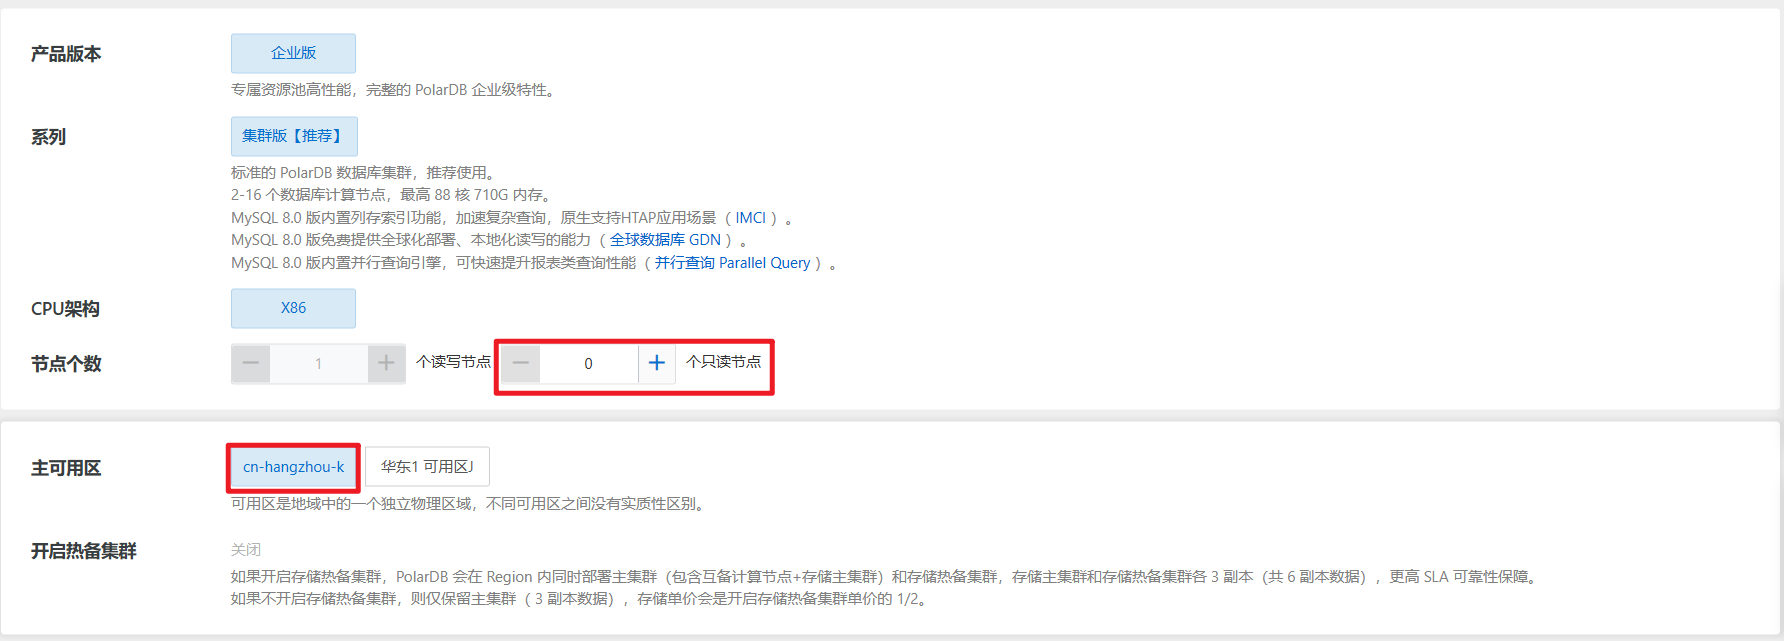 产品版本
企业版
专属资源池高性能，完整的 PolarDB 企业级特性。
系列
集群版【推荐】
标准的 PolarDB 数据库集群，推荐使用。
2-16 个数据库计算节点，最高 88 核 710G 内存。
MySQL 8.0 版内置列存索引功能，加速复杂查询，原生支持HTAP应用场景（ IMCI ）。
MySQL 8.0 版免费提供全球化部署、本地化读写的能力（ 全球数据库 GDN ）。
MySQL 8.0 版内置并行查询引擎，可快速提升报表类查询性能（ 并行查询 Parallel Query ）。
CPU架构
X86
节点个数
— 1 + 个读写节点 — 0 + 个只读节点
主可用区
cn-hangzhou-k 华东1 可用区J
可用区是地域中的一个独立物理区域，不同可用区之间没有实质性区别。
开启热备集群
关闭
如果开启存储热备集群，PolarDB 会在 Region 内同时部署主集群（包含互备计算节点+存储主集群）和存储热备集群，存储主集群和存储热备集群各 3 副本（共 6 副本数据），更高 SLA 可靠性保障。
如果不开启存储热备集群，则仅保留主集群（ 3 副本数据），存储单价会是开启存储热备集群单价的 1/2。